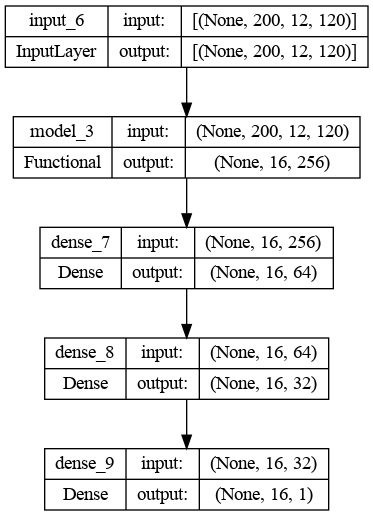 input_6 input: [(None, 200, 12, 120)]
InputLayer output: [(None, 200, 12, 120)]
model_3 input: (None, 200, 12, 120)
Functional output: (None, 16, 256)
dense_7 input: (None, 16, 256)
Dense output: (None, 16, 64)
dense_8 input: (None, 16, 64)
Dense output: (None, 16, 32)
dense_9 input: (None, 16, 32)
Dense output: (None, 16, 1)